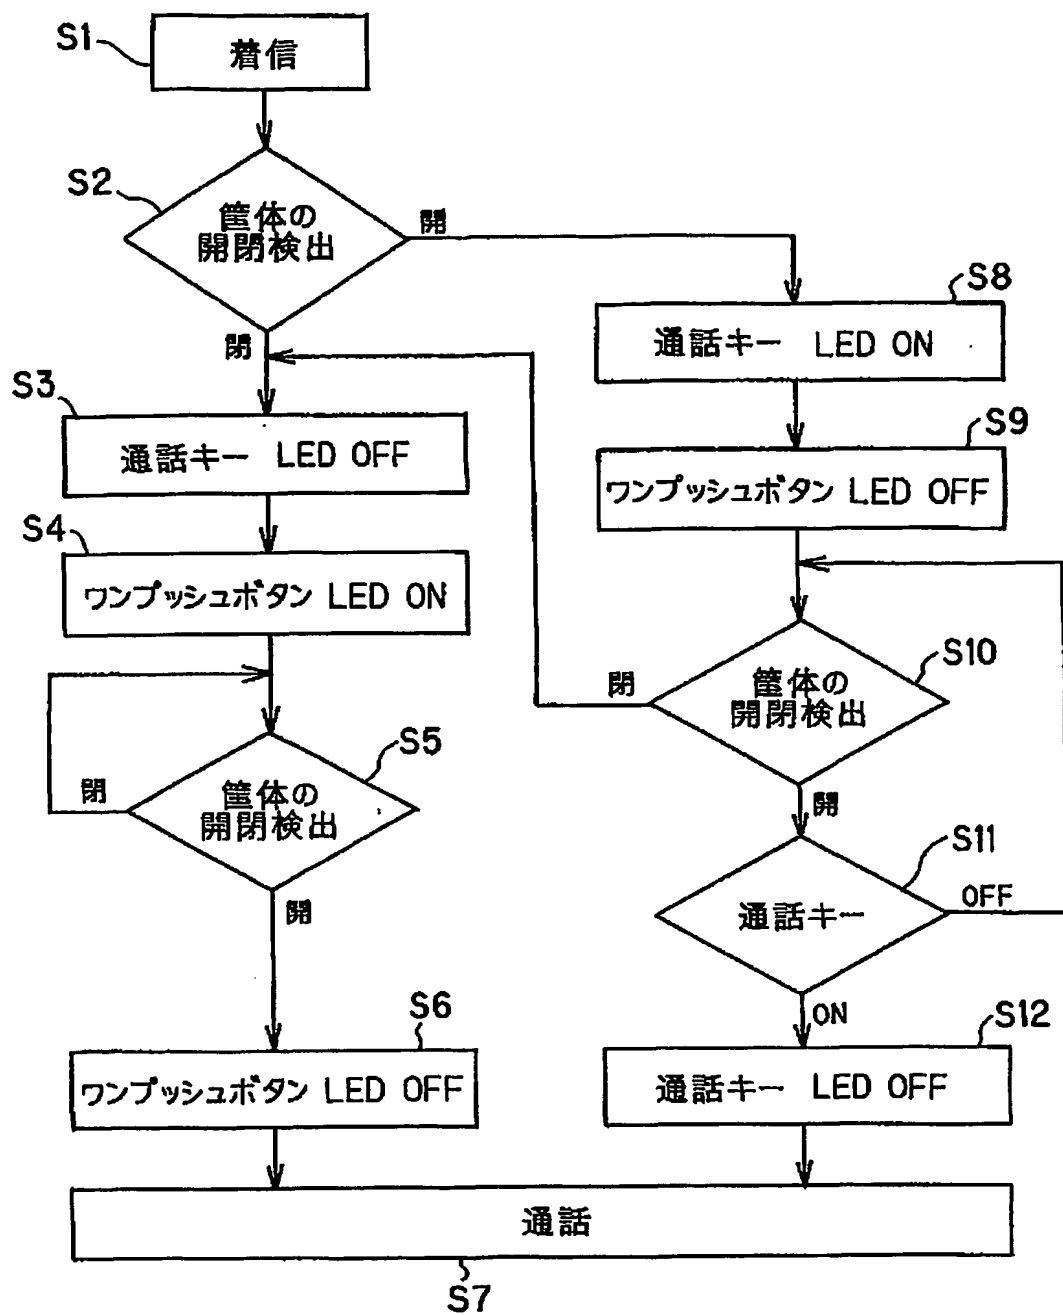 S1
着信
S2
筐体の
開閉検出
開
閉
S3
通話キー LED OFF
S4
ワンプッシュボタン LED ON
S5
筐体の
開閉検出
閉
開
S6
ワンプッシュボタン LED OFF
S8
通話キー LED ON
S9
ワンプッシュボタン LED OFF
S10
筐体の
開閉検出
閉
開
S11
通話キー
OFF
ON
S12
通話キー LED OFF
通話
S7